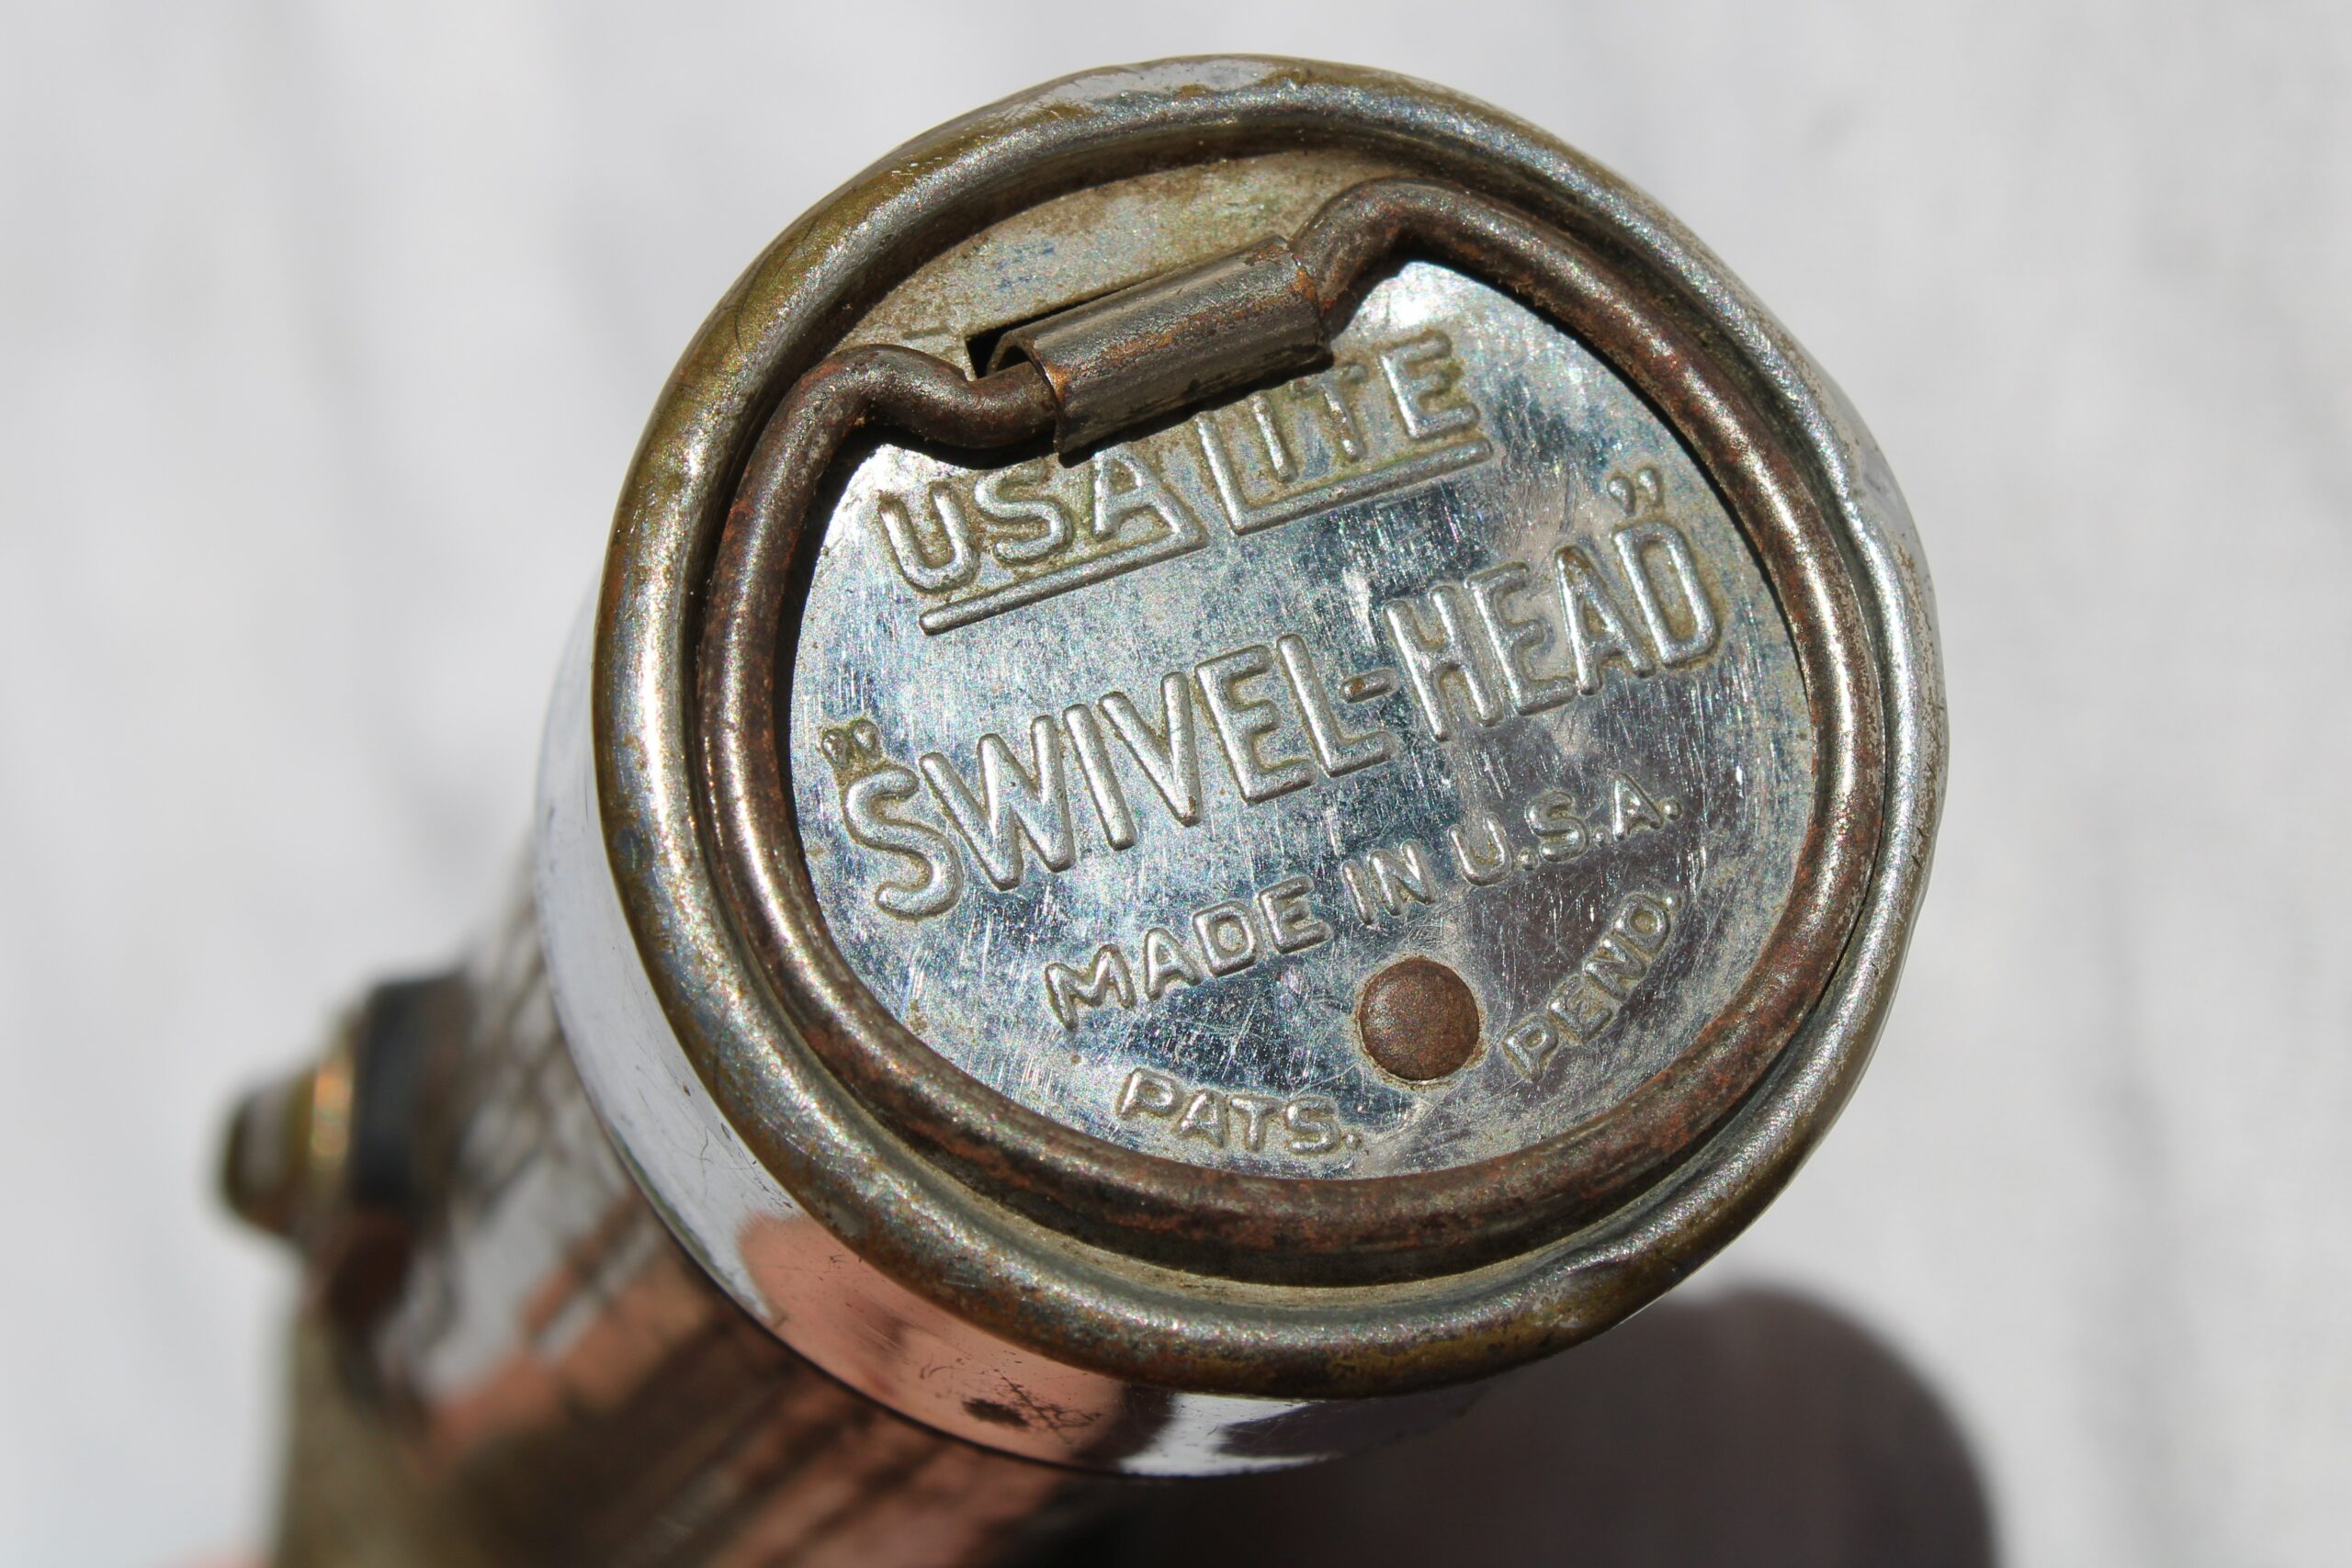 USALITE
"SWIVEL-HEAD"
MADE IN U.S.A.
PATS. PEND.